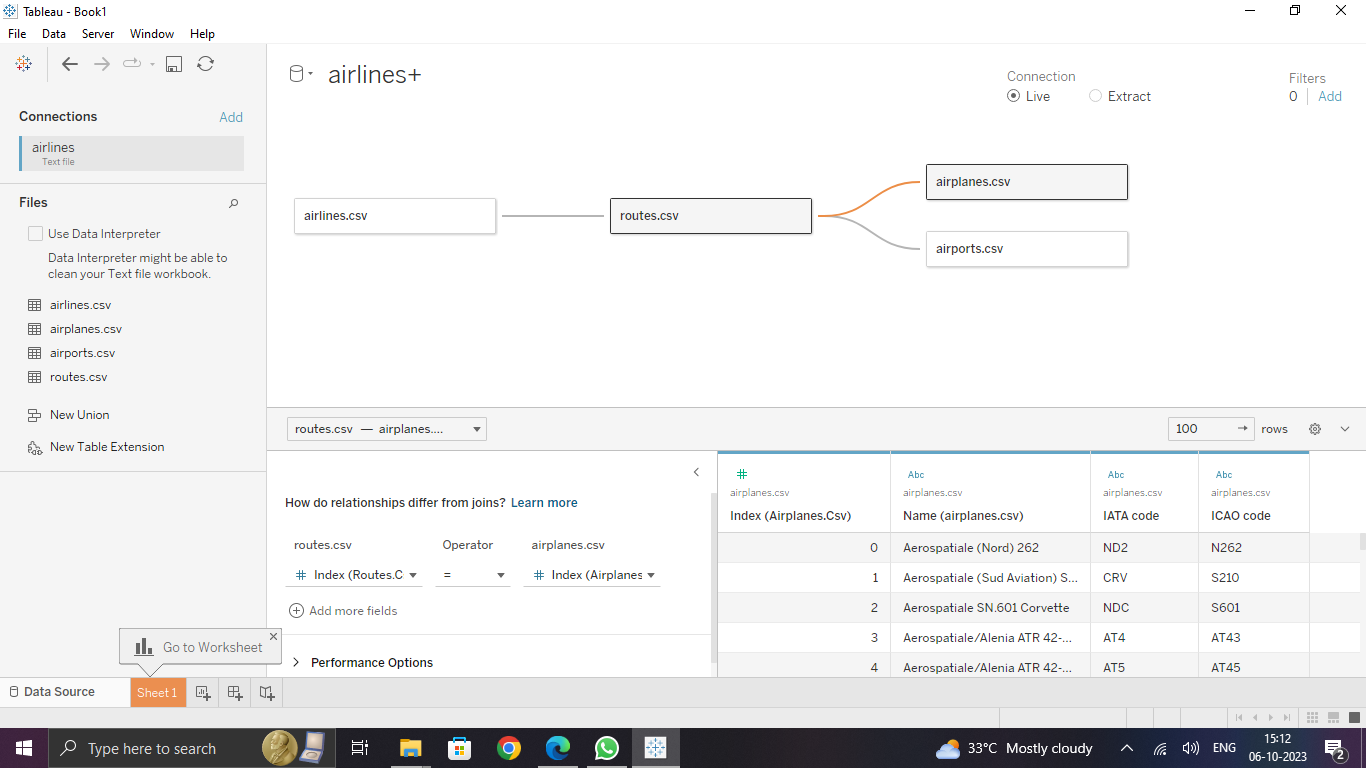 Tableau - Book1
File Data Server Window Help
airlines+
Connection
Live Extract
Filters
0 Add
Connections Add
airlines
Text file
Files
Use Data Interpreter
Data Interpreter might be able to
clean your Text file workbook.
airlines.csv
airplanes.csv
airports.csv
routes.csv
New Union
New Table Extension
airlines.csv
routes.csv
airplanes.csv
airports.csv
routes.csv — airplanes....
100 rows
How do relationships differ from joins? Learn more
routes.csv Operator airplanes.csv
# Index (Routes.C = # Index (Airplanes
Add more fields
Performance Options
# Abc Abc Abc
airplanes.csv airplanes.csv airplanes.csv airplanes.csv
Index (Airplanes.Csv) Name (airplanes.csv) IATA code ICAO code
0 Aerospatiale (Nord) 262 ND2 N262
1 Aerospatiale (Sud Aviation) S... CRV S210
2 Aerospatiale SN.601 Corvette NDC S601
3 Aerospatiale/Alenia ATR 42-... AT4 AT43
4 Aerospatiale/Alenia ATR 42-... AT5 AT45
Go to Worksheet
Data Source Sheet 1
Type here to search
33°C Mostly cloudy
ENG
15:12
06-10-2023
2